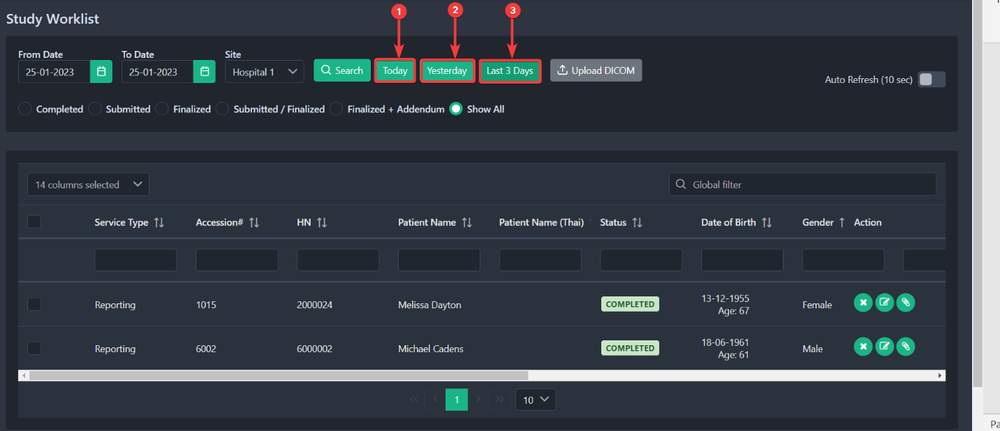 1 2 3
Study Worklist
From Date To Date Site
25-01-2023 25-01-2023 Hospital 1 Search Today Yesterday Last 3 Days Upload DICOM
Auto Refresh (10 sec)
Completed Submitted Finalized Submitted / Finalized Finalized + Addendum Show All
14 columns selected Global filter
Service Type Accession# HN Patient Name Patient Name (Thai) Status Date of Birth Gender Action
Reporting 1015 2000024 Melissa Dayton COMPLETED 13-12-1955 Female
Age: 67
Reporting 6002 6000002 Michael Cadens COMPLETED 18-06-1961 Male
Age: 61
« ‹ 1 › » 10
Pa